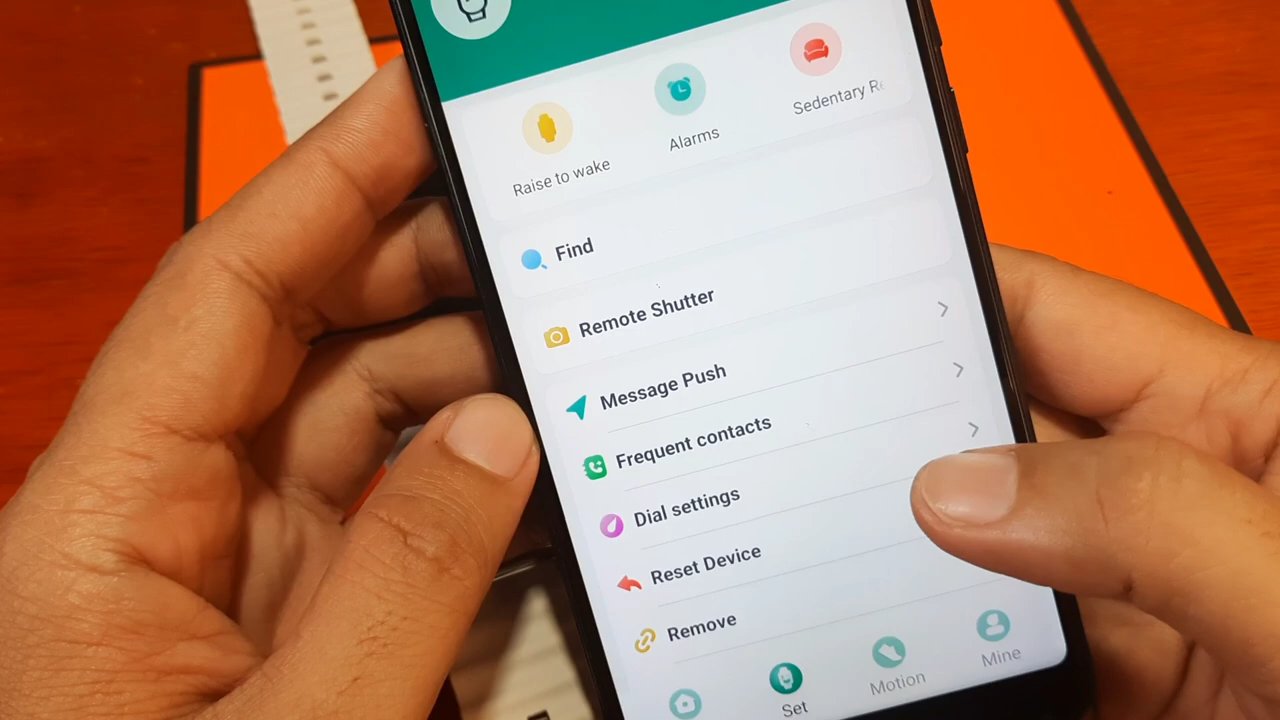 Raise to wake
Alarms
Sedentary
Find
Remote Shutter
Message Push
Frequent contacts
Dial settings
Reset Device
Remove
Set
Motion
Mine